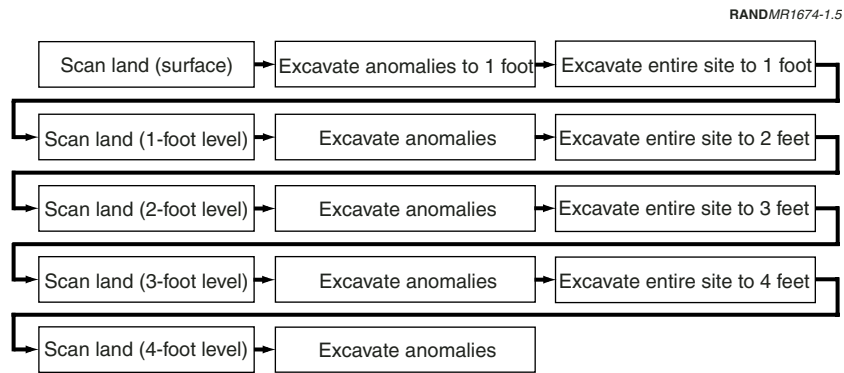 RANDMR1674-1.5
Scan land (surface)
Excavate anomalies to 1 foot
Excavate entire site to 1 foot
Scan land (1-foot level)
Excavate anomalies
Excavate entire site to 2 feet
Scan land (2-foot level)
Excavate anomalies
Excavate entire site to 3 feet
Scan land (3-foot level)
Excavate anomalies
Excavate entire site to 4 feet
Scan land (4-foot level)
Excavate anomalies